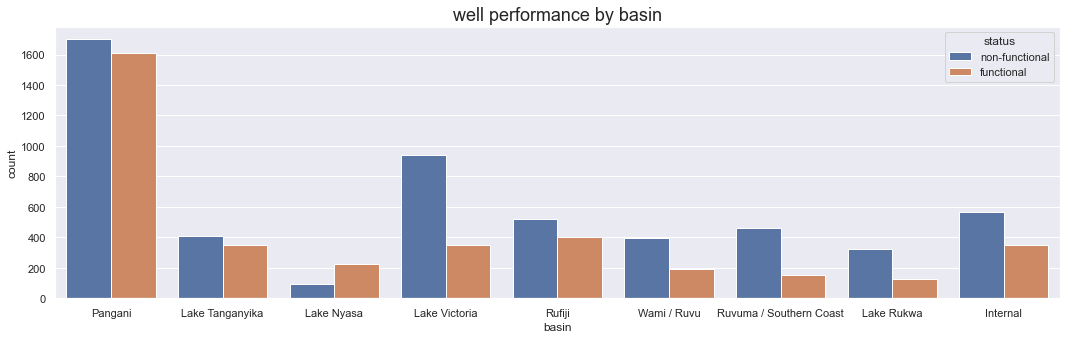 well performance by basin
status
non-functional
functional
1600
1400
1200
1000
800
600
400
200
0
count
Pangani
Lake Tanganyika
Lake Nyasa
Lake Victoria
Rufiji
Wami / Ruvu
Ruvuma / Southern Coast
Lake Rukwa
Internal
basin